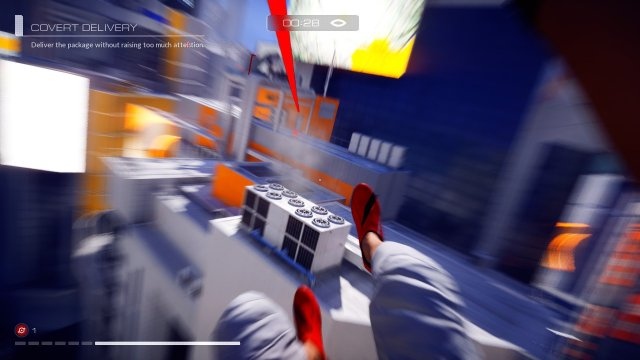 00:28
COVERT DELIVERY
Deliver the package without raising too much attention.
1